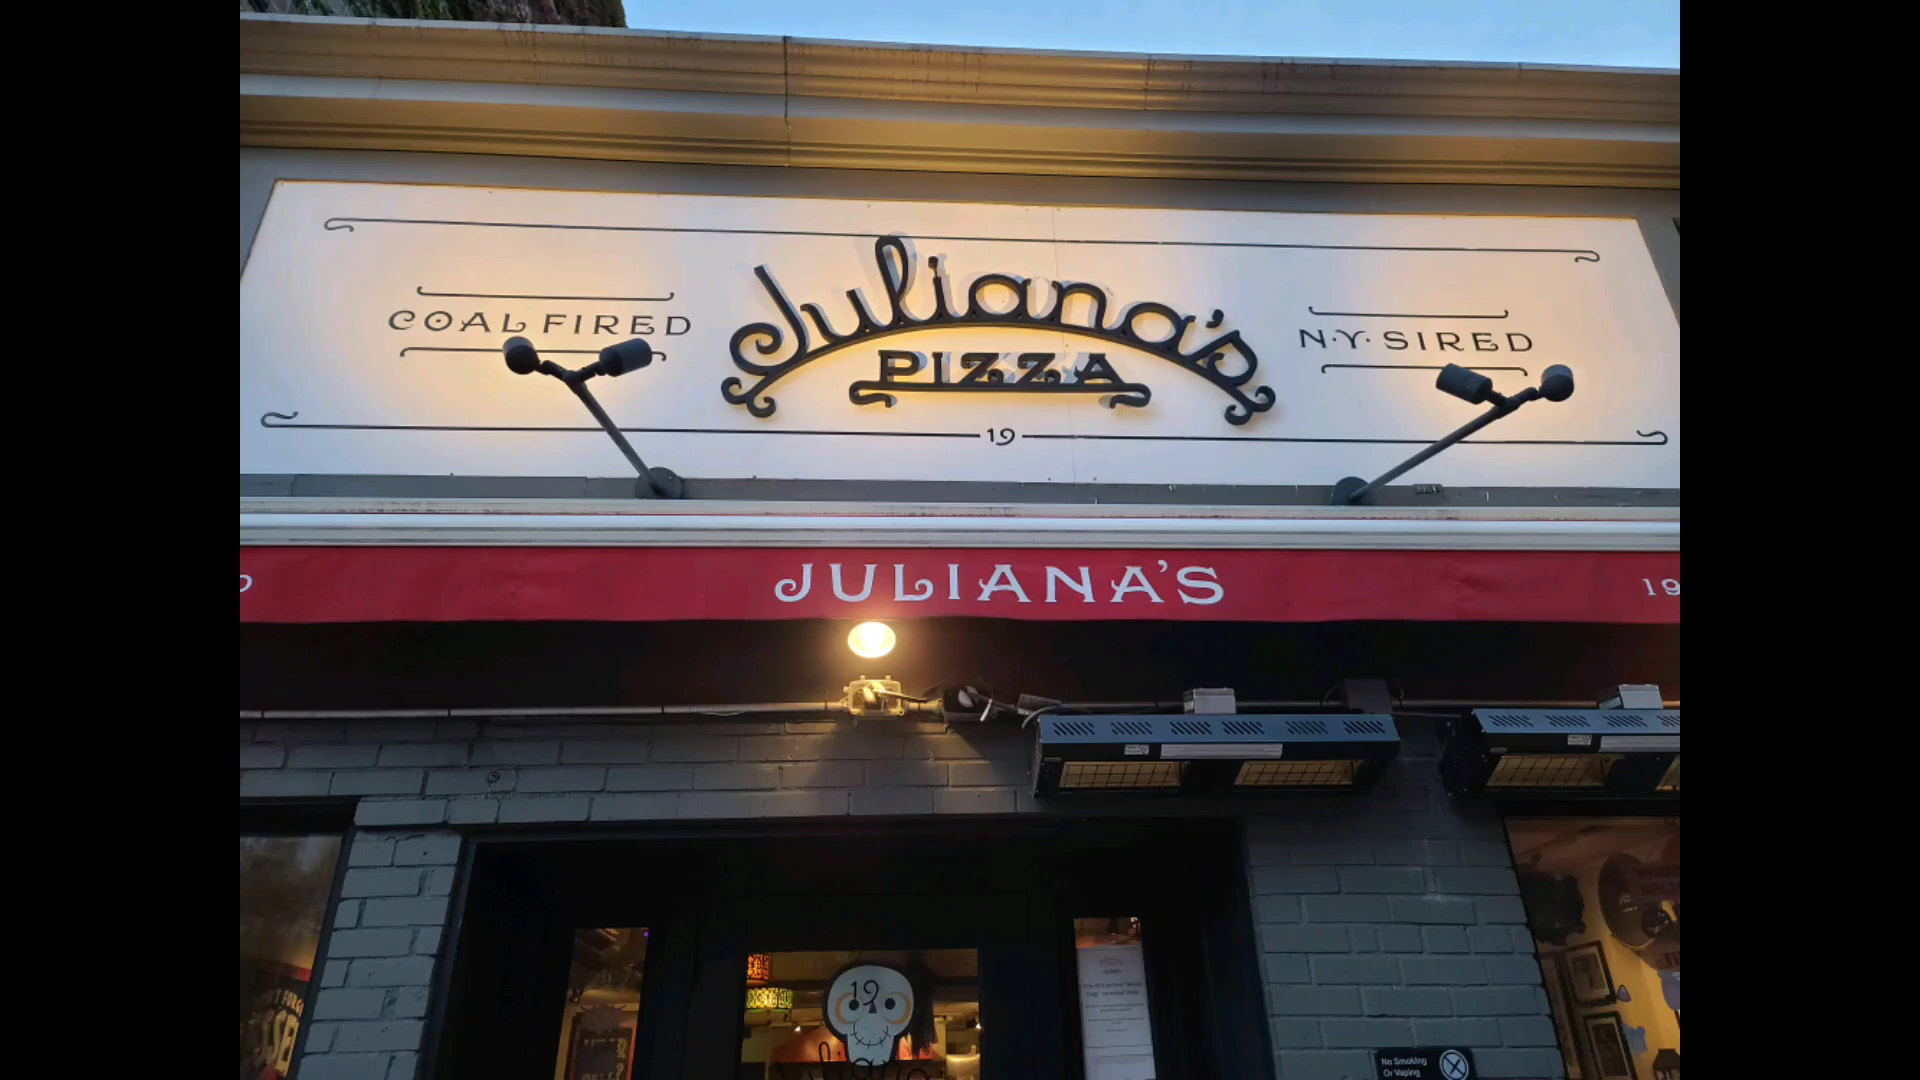 COAL FIRED
Juliana's
PIZZA
N.Y. SIRED
19
JULIANA'S
19
19
No Smoking
Or Vaping